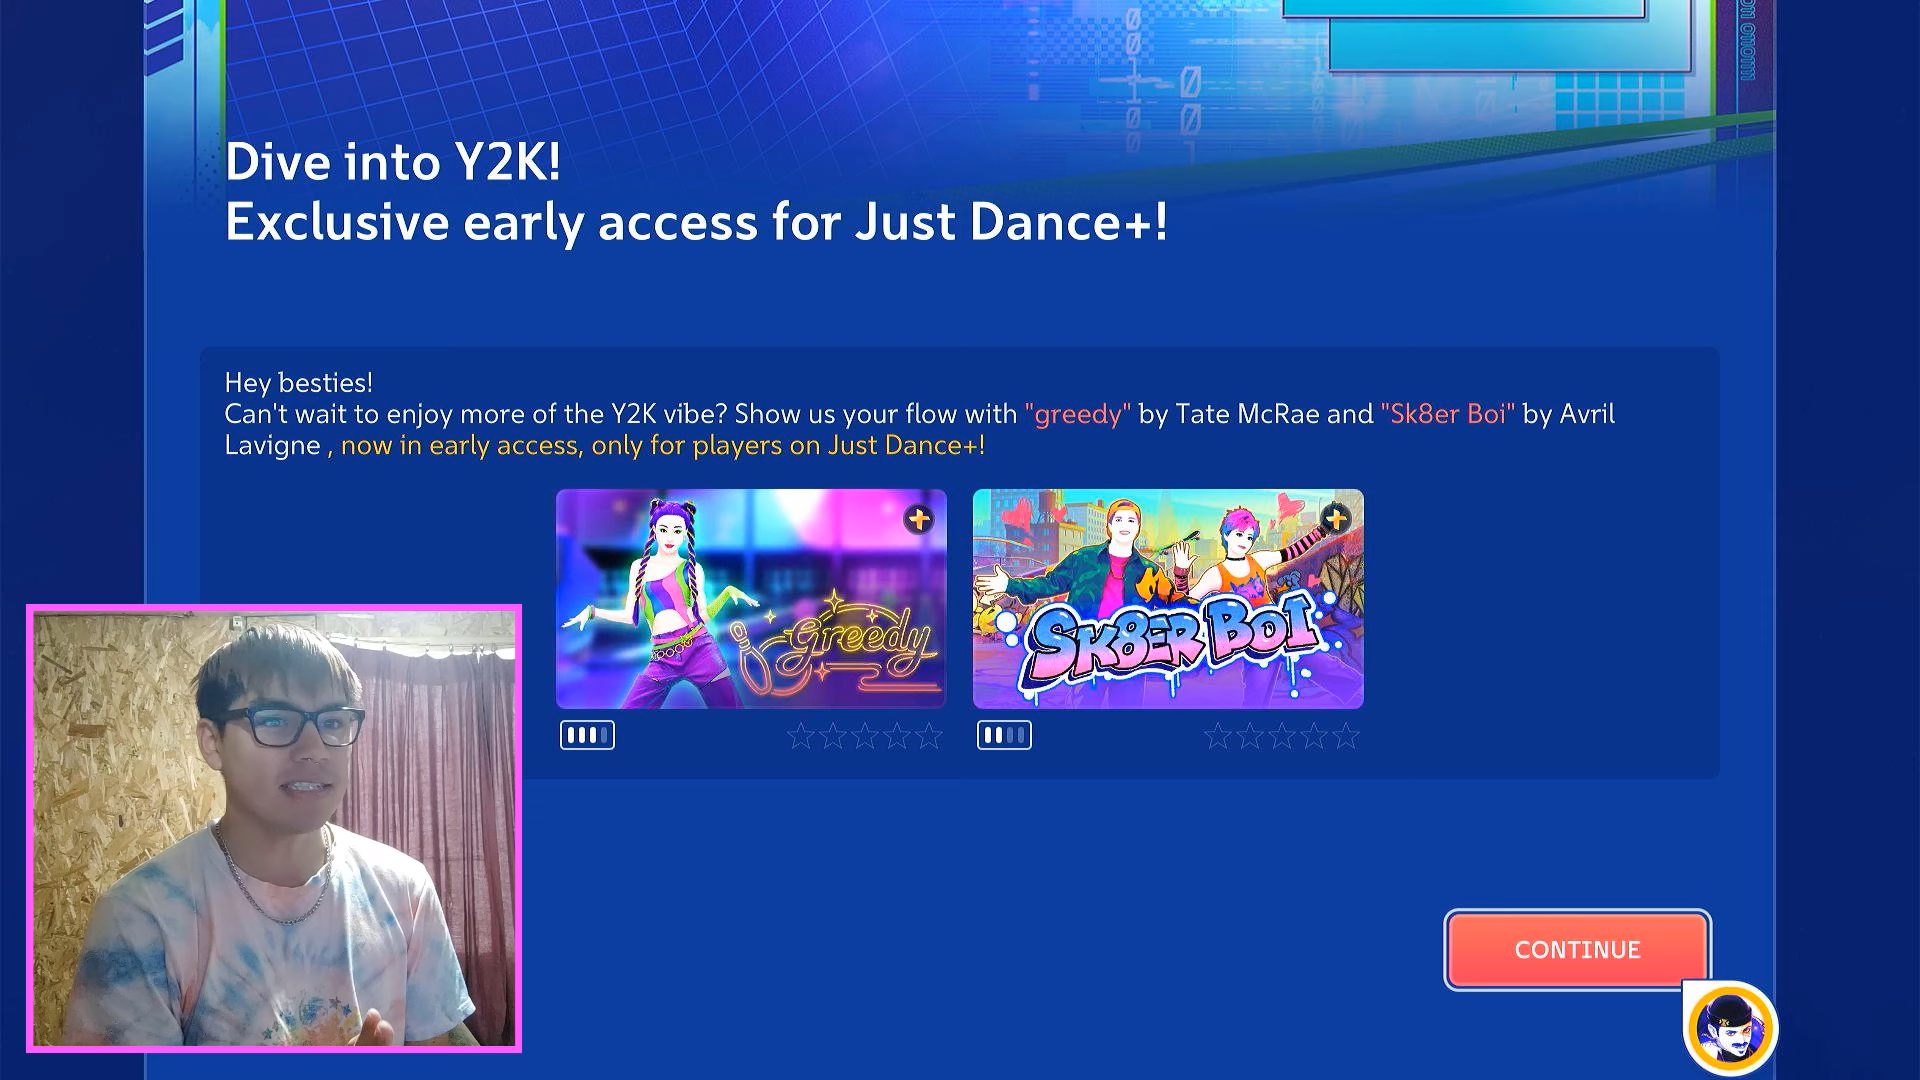 Dive into Y2K!
Exclusive early access for Just Dance+!
Hey besties!
Can't wait to enjoy more of the Y2K vibe? Show us your flow with "greedy" by Tate McRae and "Sk8er Boi" by Avril
Lavigne , now in early access, only for players on Just Dance+!
Greedy
SK8ER BOI
CONTINUE